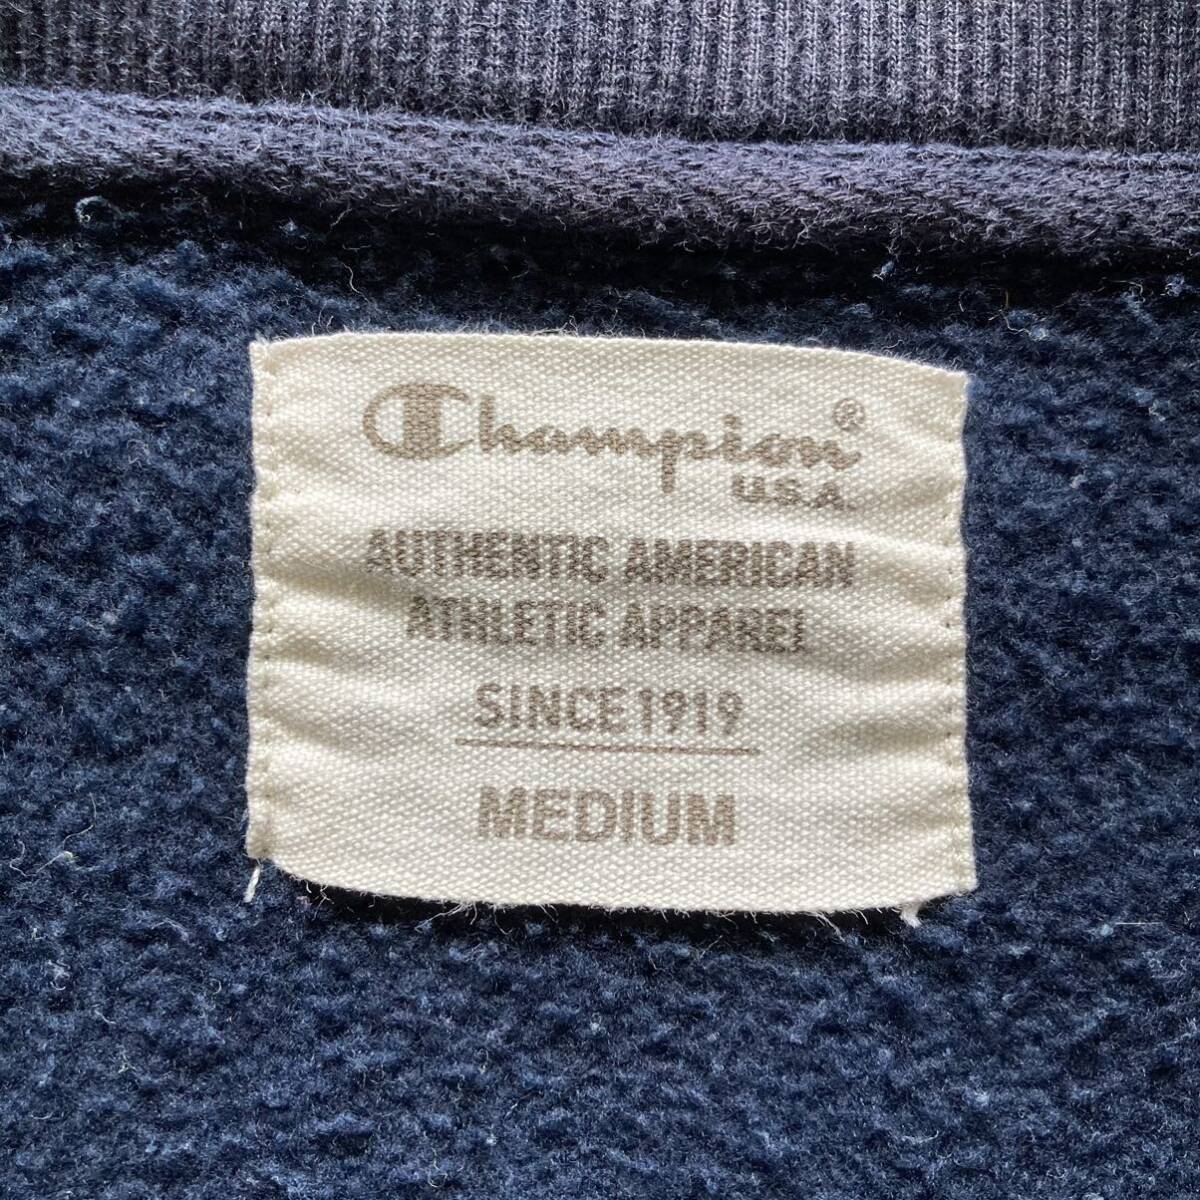 Champion®
U.S.A.
AUTHENTIC AMERICAN
ATHLETIC APPAREL
SINCE 1919
MEDIUM